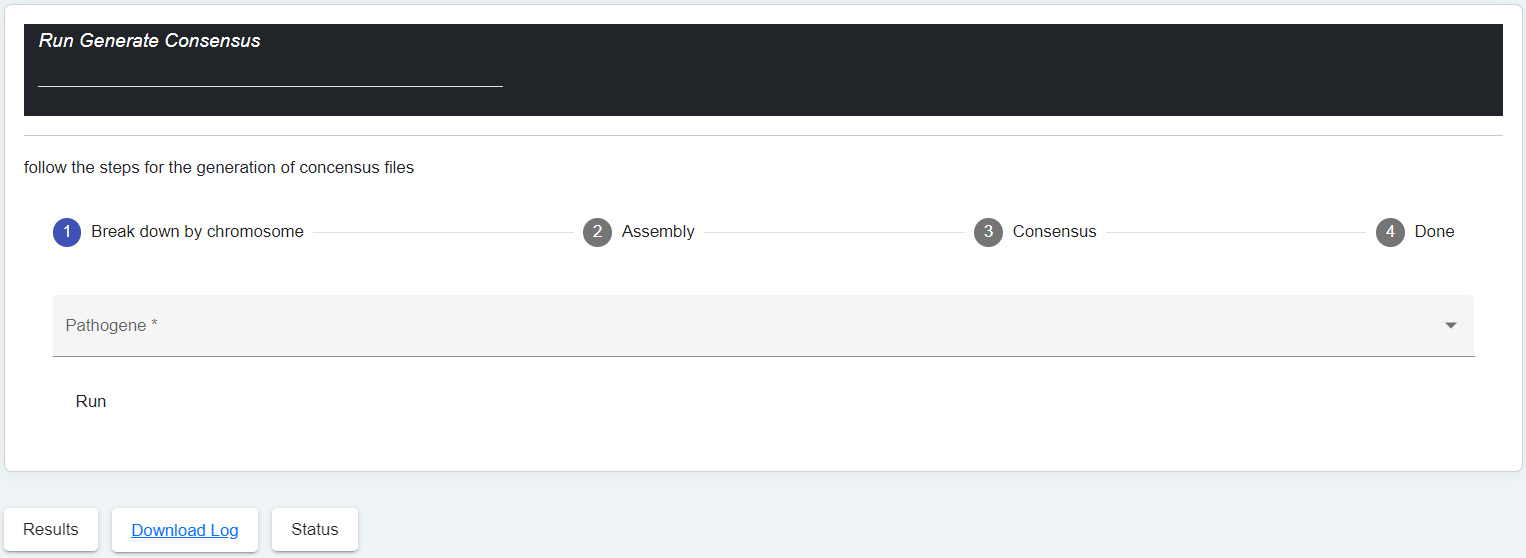 Run Generate Consensus
follow the steps for the generation of concensus files
1 Break down by chromosome 2 Assembly 3 Consensus 4 Done
Pathogene *
Run
Results Download Log Status